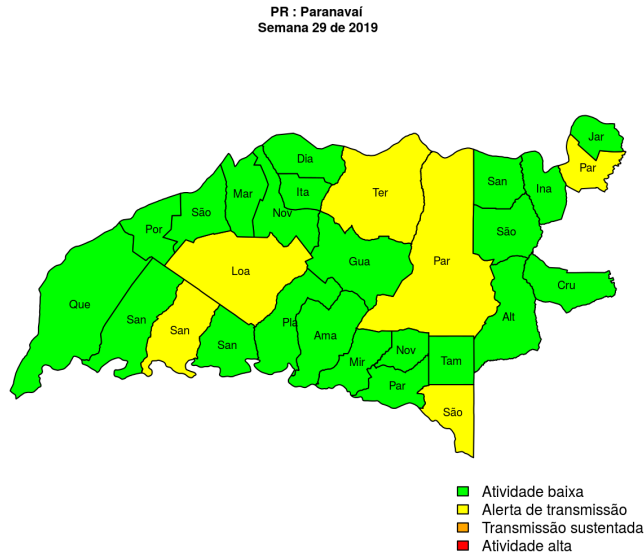 PR : Paranavaí
Semana 29 de 2019
Jar
Par
Dia
Ita
Mar
Nov
São
Por
Ter
San
Ina
São
Loa
Gua
Par
Cru
Que
San
San
San
Pla
Ama
Alt
Mir
Nov
Tam
Par
São
Atividade baixa
Alerta de transmissão
Transmissão sustentada
Atividade alta